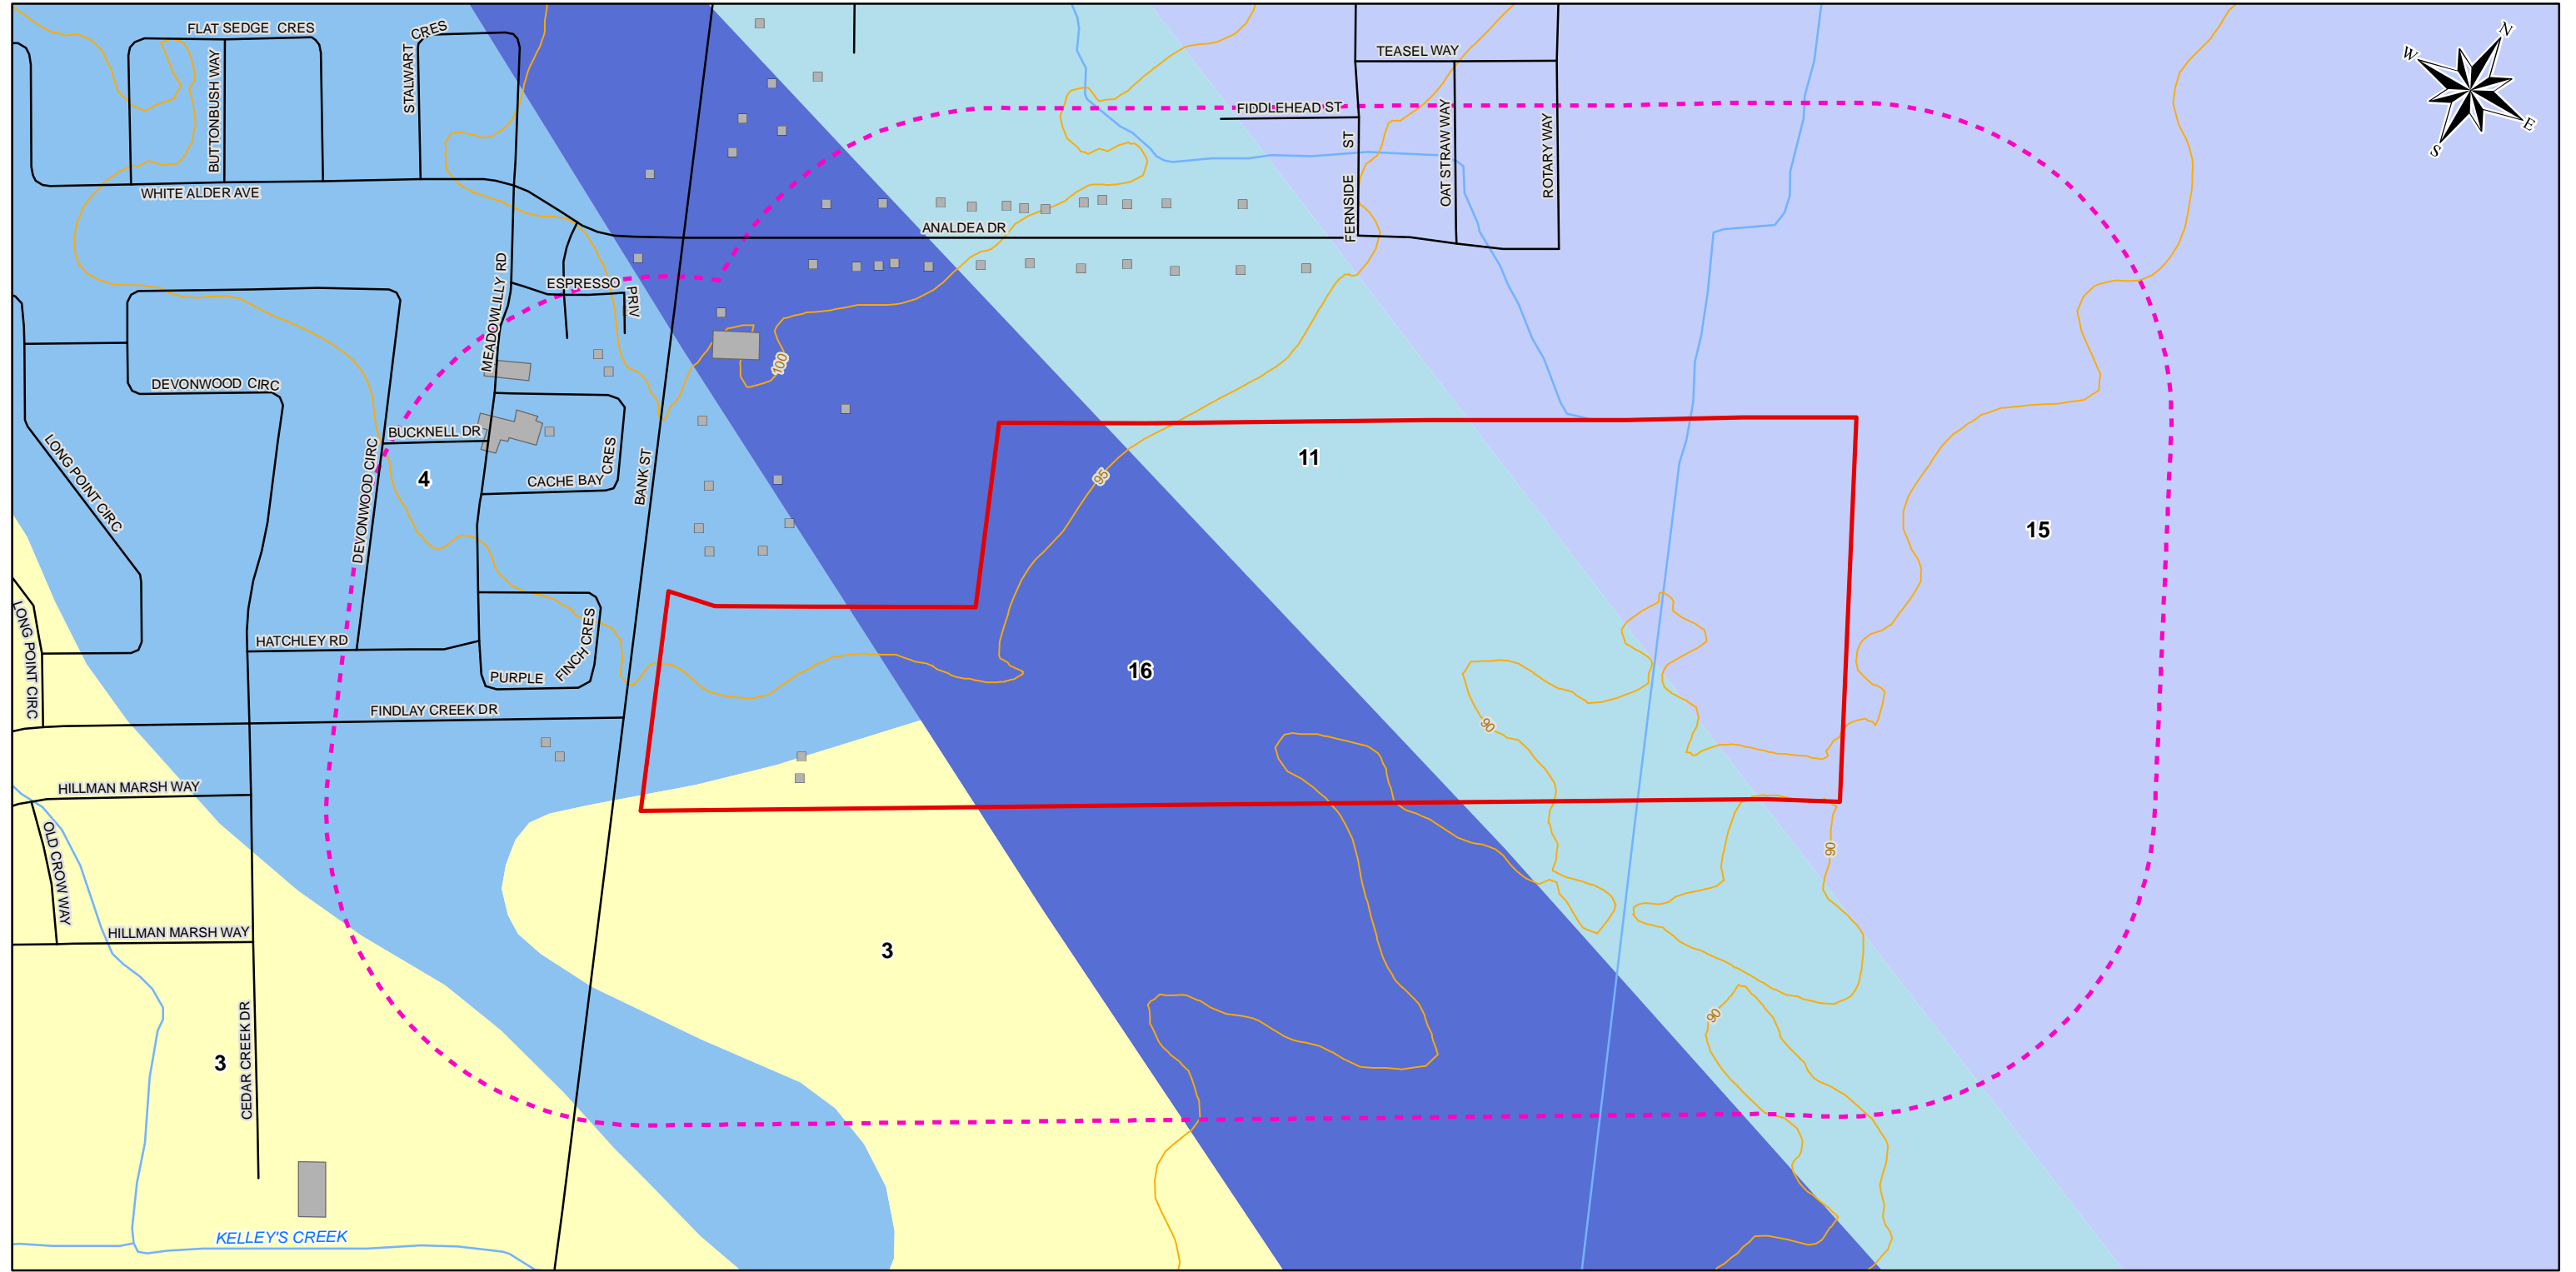 FLAT SEDGE CRES
CRES
STALWART
BUTTONBUSH WAY
WHITE ALDER AVE
TEASEL WAY
FIDDLEHEAD ST
FERNSIDE ST
OAT STRAW WAY
ROTARY WAY
N
W
E
S
ANALDEA DR
MEADOWLILLY RD
ESPRESSO
PRIV
100
DEVONWOOD CIRC
LONG POINT CIRC
BUCKNELL DR
DEVONWOOD CIRC
4
CACHE BAY
CRES
BANK ST
95
11
15
LONG POINT CIRC
HATCHLEY RD
PURPLE
FINCH CRES
FINDLAY CREEK DR
16
90
HILLMAN MARSH WAY
OLD CROW WAY
90
HILLMAN MARSH WAY
3
90
CEDAR CREEK DR
3
KELLEY'S CREEK